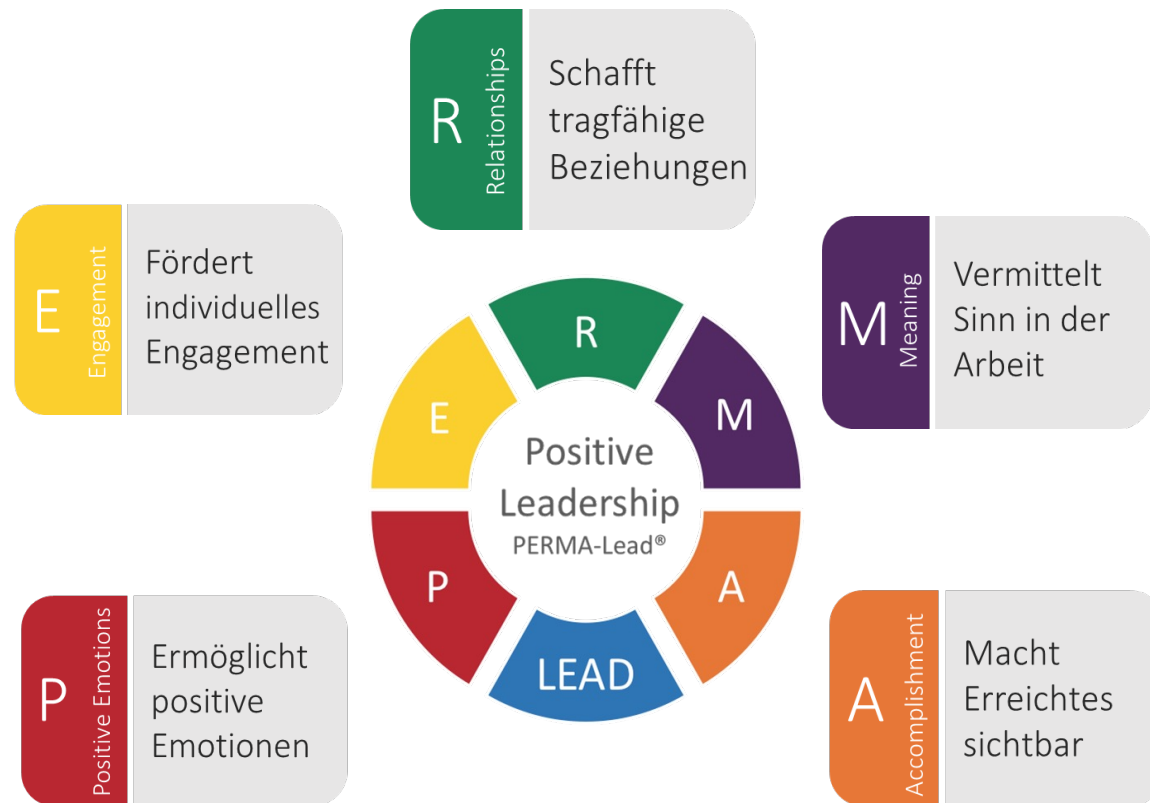 R
Relationships
Schafft
tragfähige
Beziehungen
E
Engagement
Fördert
individuelles
Engagement
M
Meaning
Vermittelt
Sinn in der
Arbeit
R
E
M
Positive
Leadership
PERMA-Lead®
P
A
LEAD
P
Positive Emotions
Ermöglicht
positive
Emotionen
A
Accomplishment
Macht
Erreichtes
sichtbar